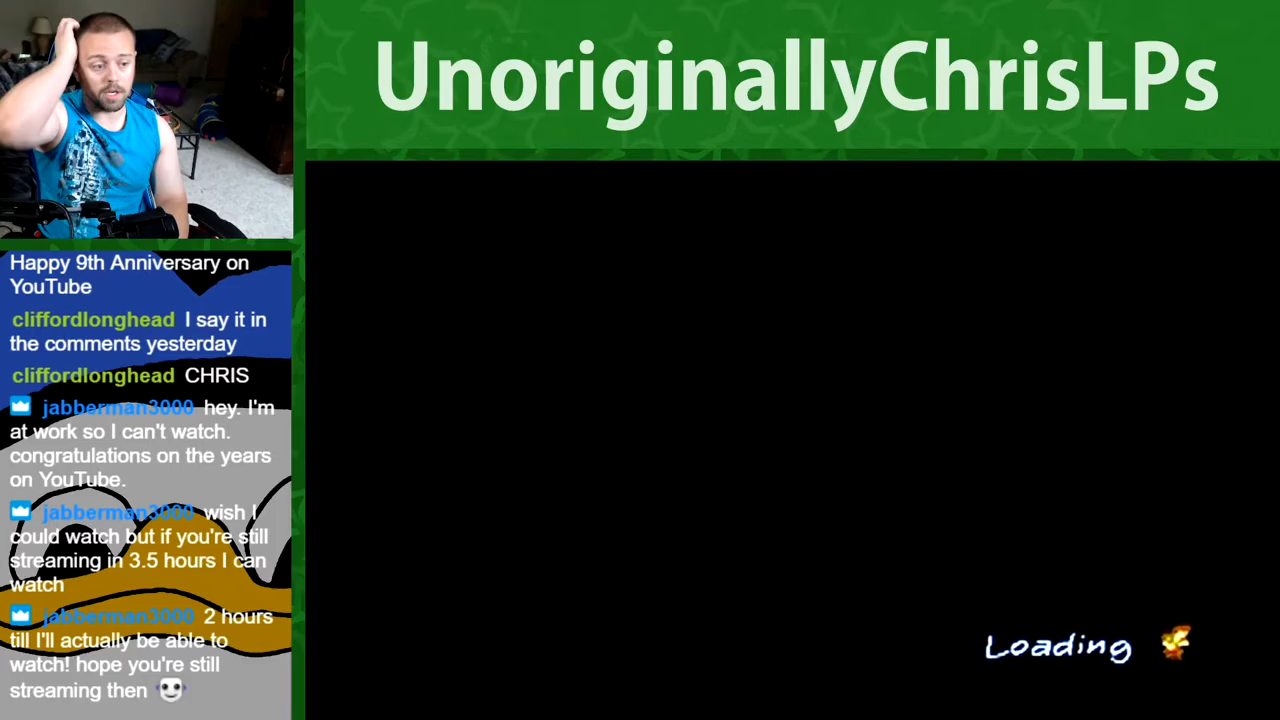 UnoriginallyChrisLPs
Happy 9th Anniversary on
YouTube
cliffordlonghead I say it in
the comments yesterday
cliffordlonghead CHRIS
jabberman3000 hey. I'm
at work so I can't watch.
congratulations on the years
on YouTube.
jabberman3000 wish I
could watch but if you're still
streaming in 3.5 hours I can
watch
jabberman3000 2 hours
till I'll actually be able to
watch! hope you're still
streaming then
Loading